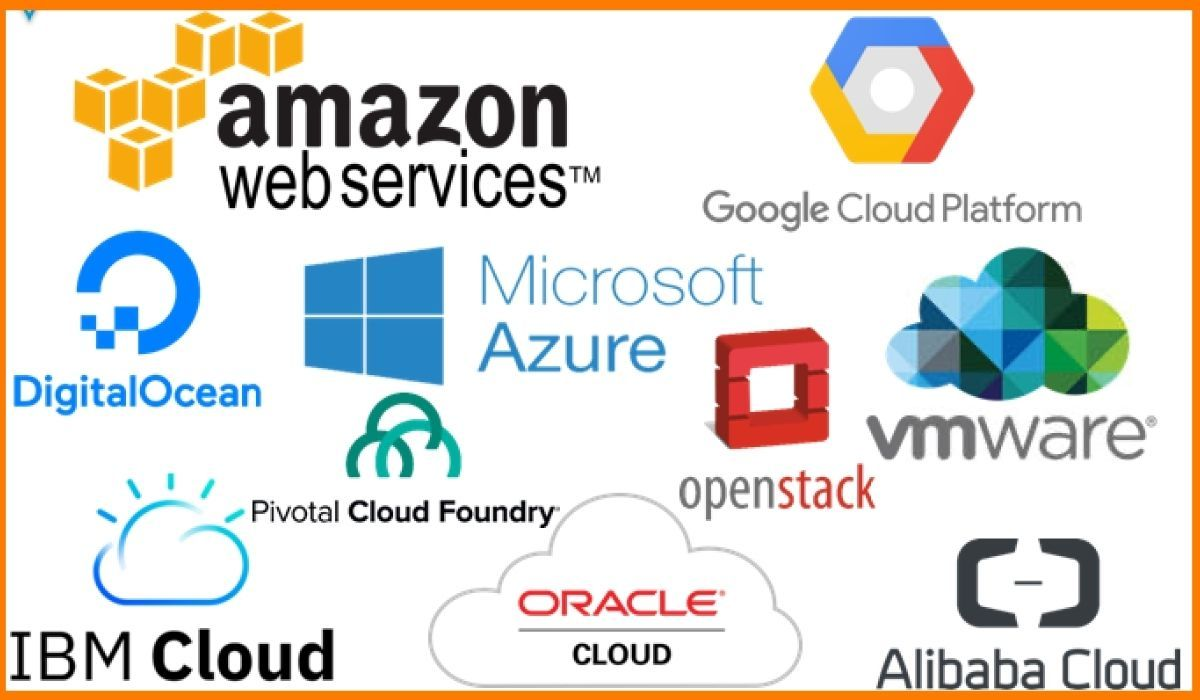 amazon
web services™
Google Cloud Platform
DigitalOcean
Microsoft
Azure
openstack
vmware®
Pivotal Cloud Foundry
IBM Cloud
ORACLE®
CLOUD
Alibaba Cloud